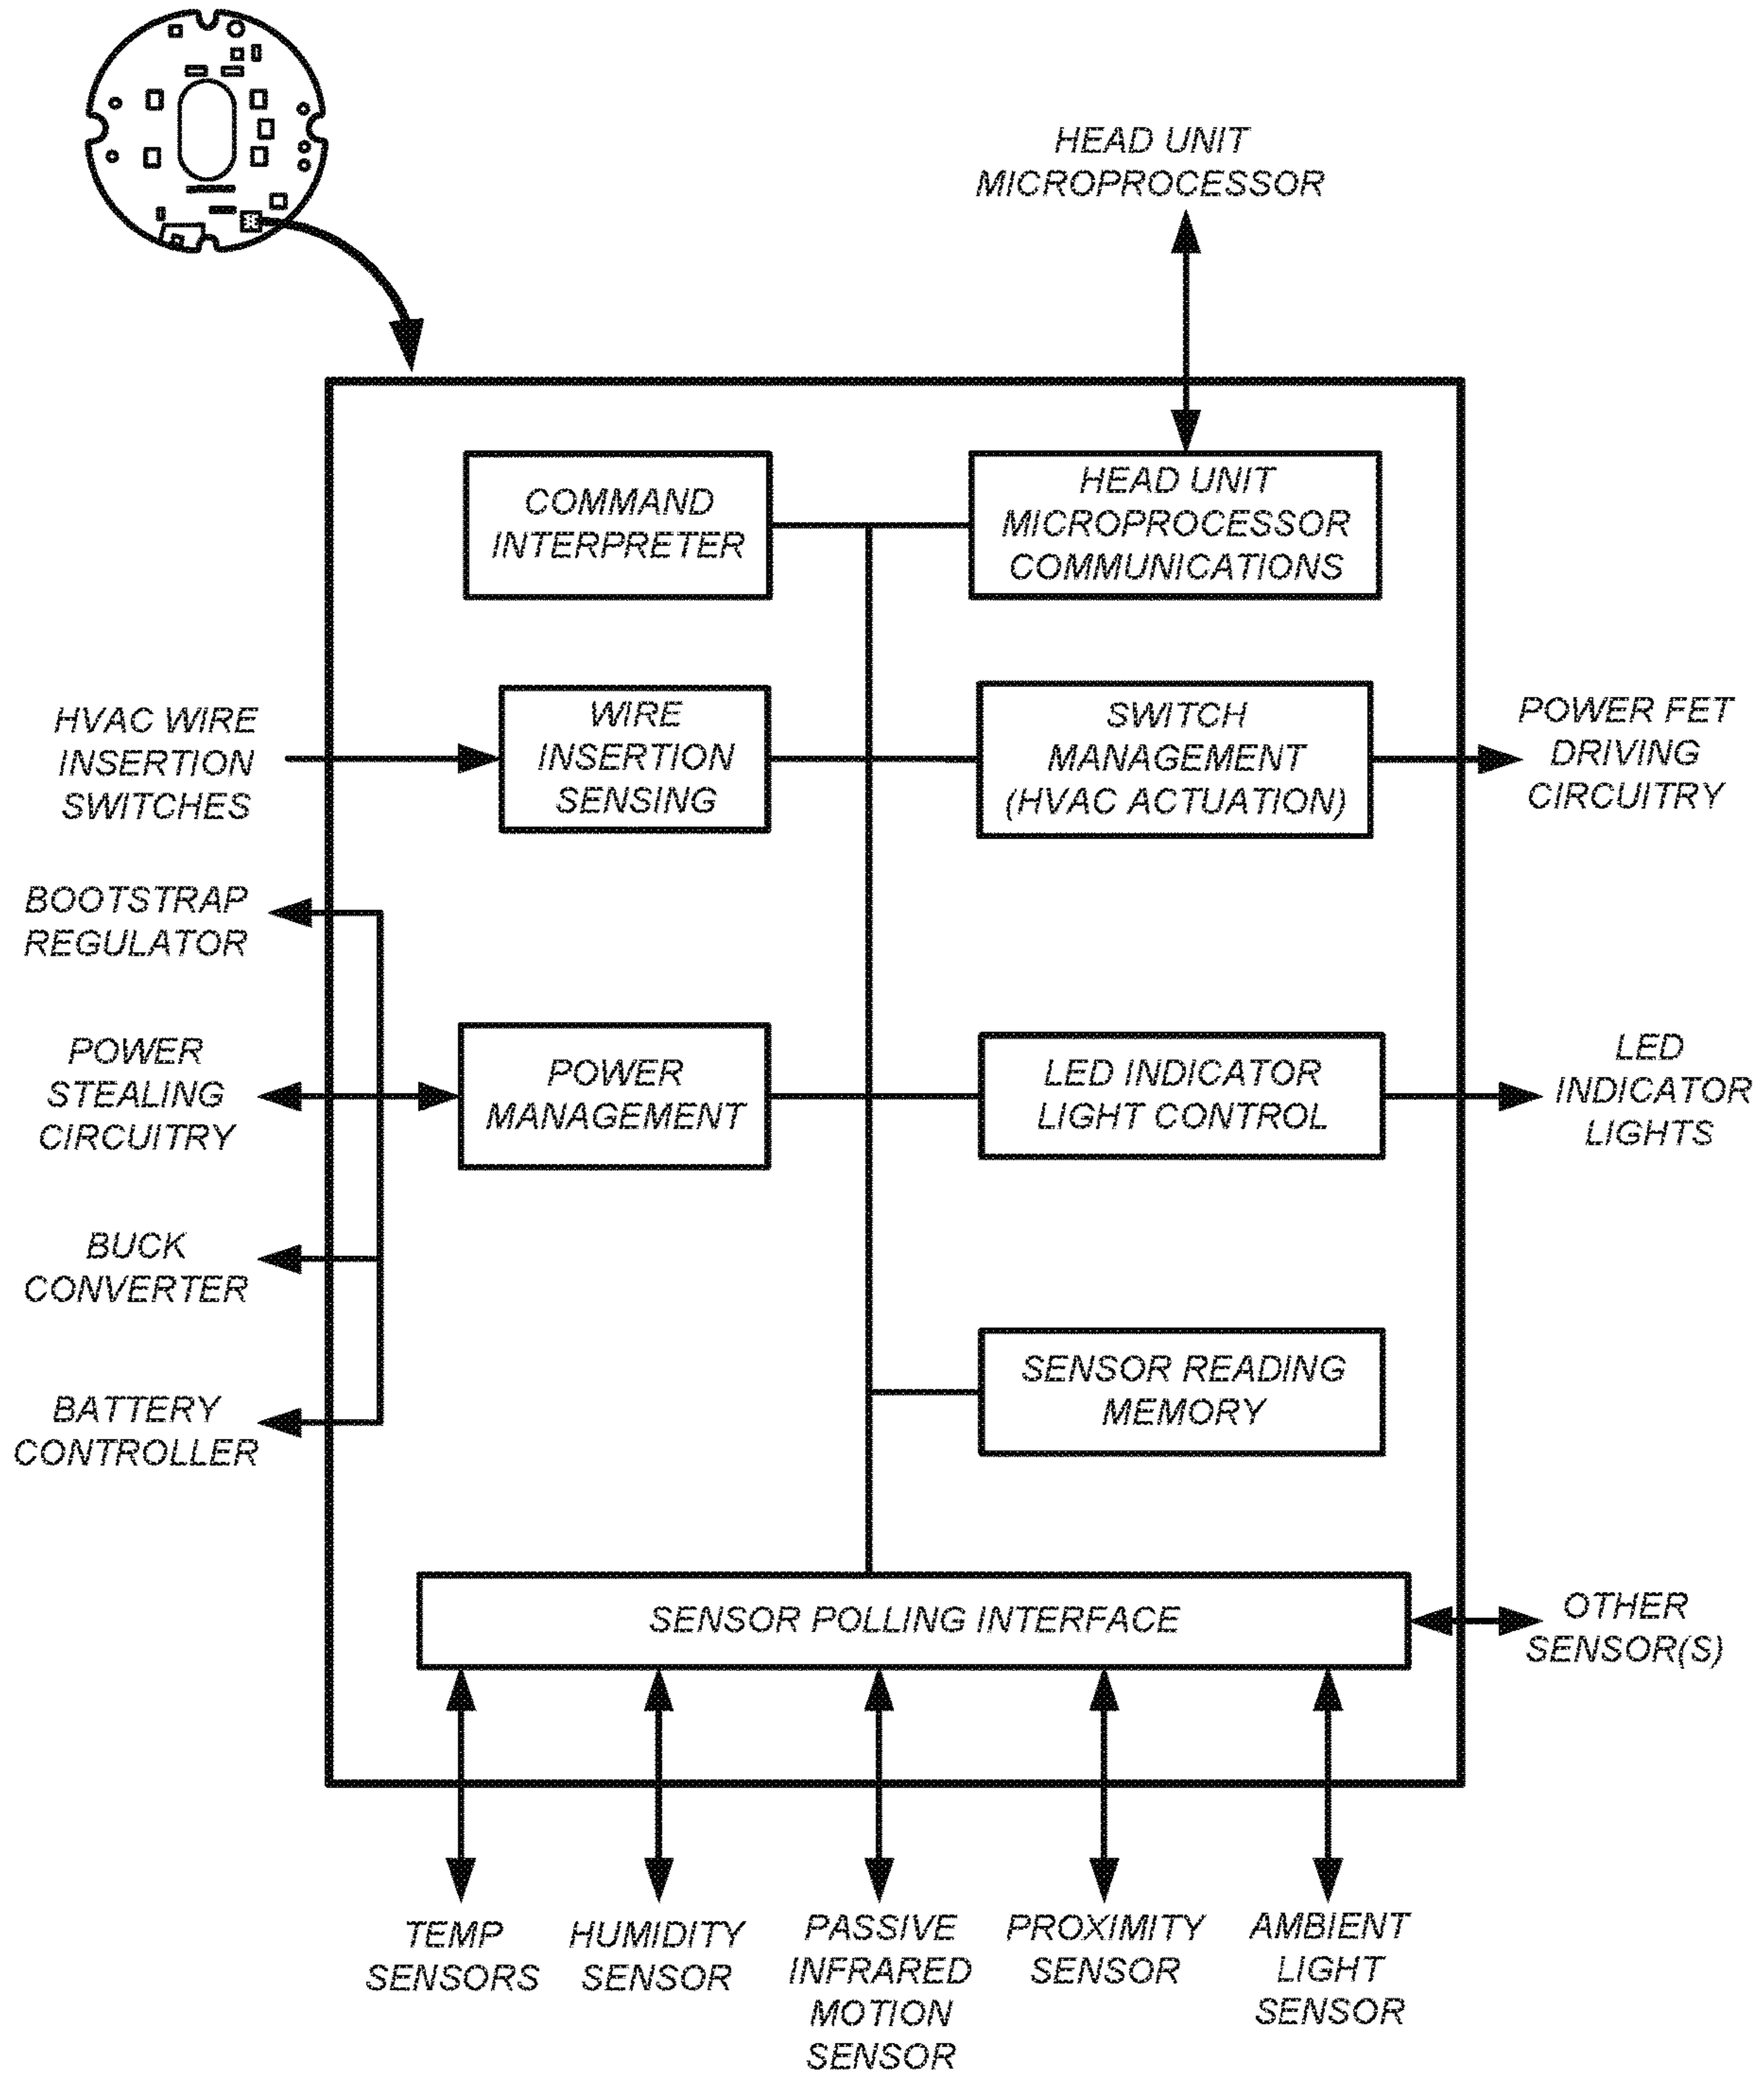 HEAD UNIT
MICROPROCESSOR
COMMAND
INTERPRETER
HEAD UNIT
MICROPROCESSOR
COMMUNICATIONS
HVAC WIRE
INSERTION
SWITCHES
WIRE
INSERTION
SENSING
SWITCH
MANAGEMENT
(HVAC ACTUATION)
POWER FET
DRIVING
CIRCUITRY
BOOTSTRAP
REGULATOR
POWER
STEALING
CIRCUITRY
POWER
MANAGEMENT
LED INDICATOR
LIGHT CONTROL
LED
INDICATOR
LIGHTS
BUCK
CONVERTER
BATTERY
CONTROLLER
SENSOR READING
MEMORY
SENSOR POLLING INTERFACE
OTHER
SENSOR(S)
TEMP
SENSORS
HUMIDITY
SENSOR
PASSIVE
INFRARED
MOTION
SENSOR
PROXIMITY
SENSOR
AMBIENT
LIGHT
SENSOR